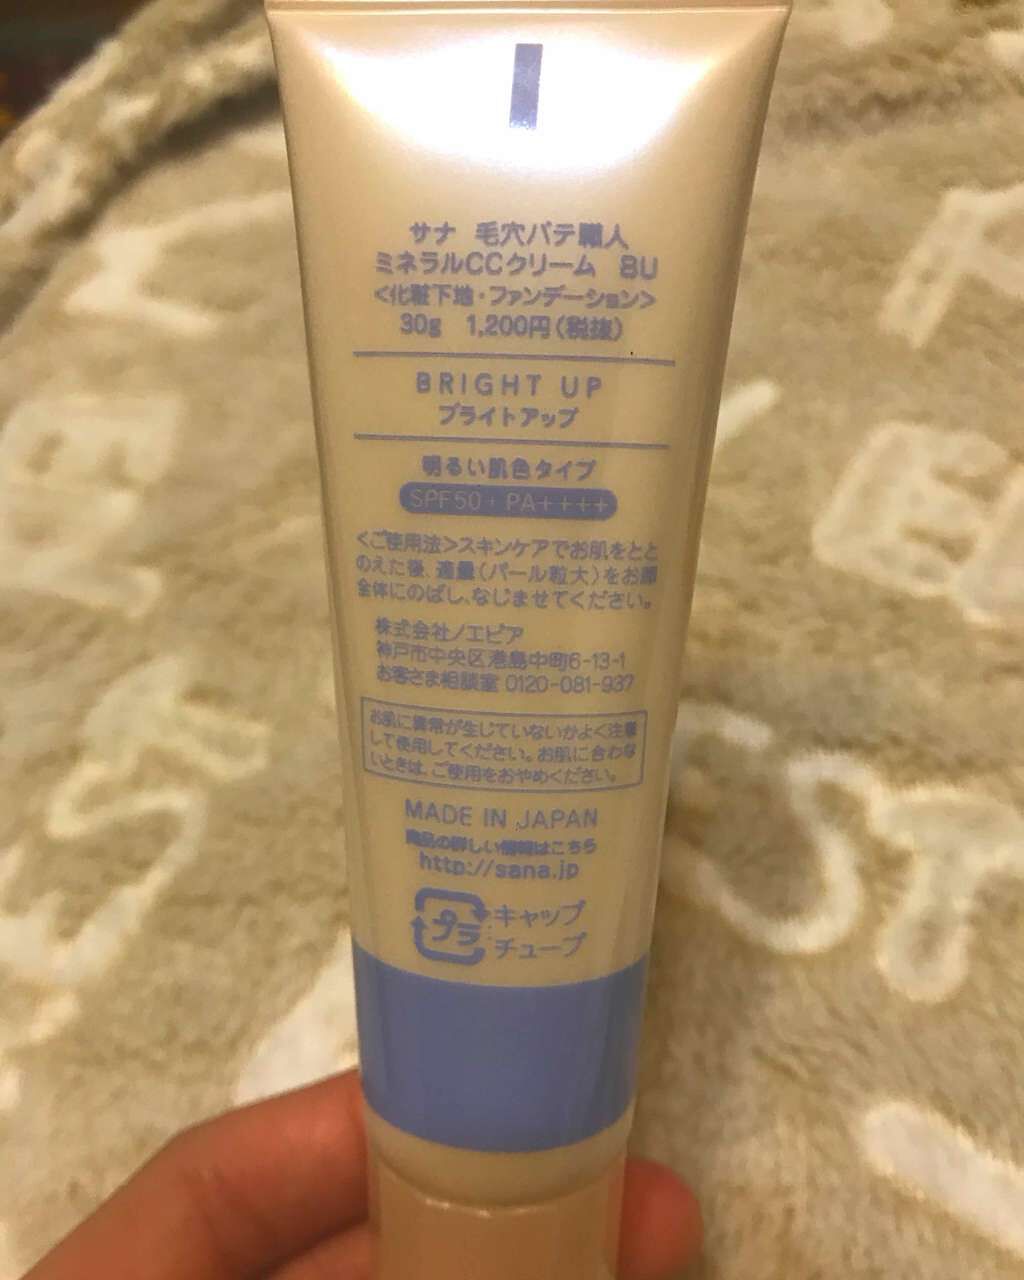 サナ 毛穴パテ職人
ミネラルCCクリーム BU
<化粧下地・ファンデーション>
30g 1,200円(税抜)
BRIGHT UP
ブライトアップ
明るい肌色タイプ
SPF50+ PA++++
<ご使用法>スキンケアでお肌をとと
のえた後、適量(パール粒大)をお顔
全体にのばし、なじませてください。
株式会社ノエビア
神戸市中央区港島中町6-13-1
お客さま相談室 0120-081-937
お肌に異常が生じていないかよく注意
して使用してください。お肌に合わな
いときは、ご使用をおやめください。
MADE IN JAPAN
商品の詳しい情報はこちら
http://sana.jp
プラ
キャップ
チューブ